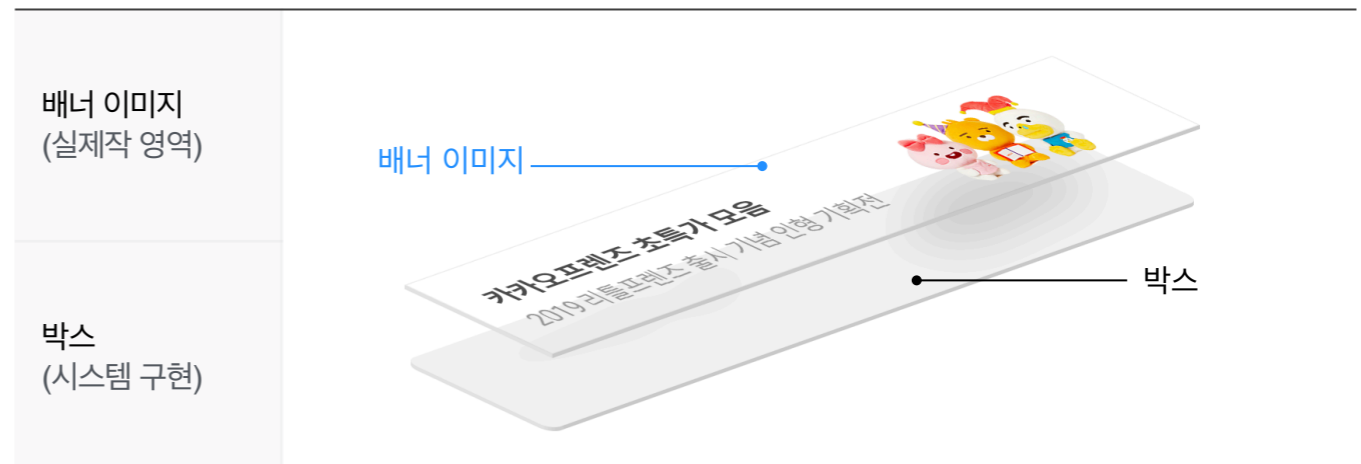 배너 이미지
(실제작 영역)
배너 이미지
카카오프렌즈 초특가 모음
2019 리틀프렌즈 출시 기념 인형 기획전
박스
박스
(시스템 구현)